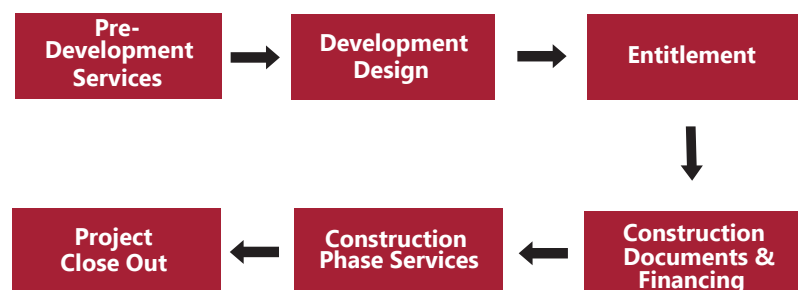 Pre-
Development
Services
Development
Design
Entitlement
Construction
Documents &
Financing
Construction
Phase Services
Project
Close Out